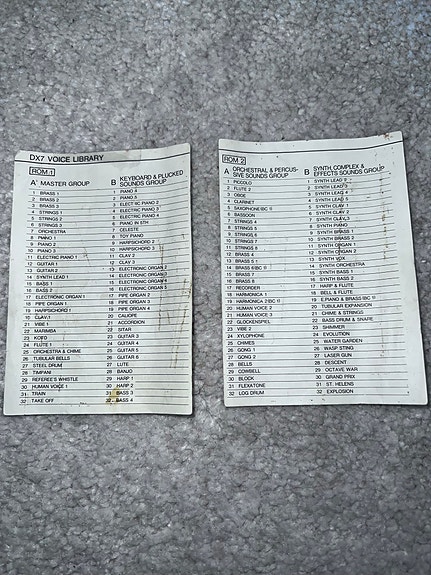 DX7 VOICE LIBRARY
ROM 1
A MASTER GROUP
1 BRASS 1
2 BRASS 2
3 BRASS 3
4 STRINGS 1
5 STRINGS 2
6 STRINGS 3
7 ORCHESTRA
8 PIANO 1
9 PIANO 2
10 PIANO 3
11 ELECTRIC PIANO 1
12 GUITAR 1
13 GUITAR 2
14 SYNTH LEAD 1
15 BASS 1
16 BASS 2
17 ELECTRONIC ORGAN 1
18 PIPE ORGAN 1
19 HARPSICHORD 1
20 CLAV 1
21 VIBE 1
22 MARIMBA
23 KOTO
24 FLUTE 1
25 ORCHESTRA & CHIME
26 TUBULAR BELLS
27 STEEL DRUM
28 TIMPANI
29 REFEREE'S WHISTLE
30 HUMAN VOICE 1
31 TRAIN
32 TAKE OFF
B KEYBOARD & PLUCKED
SOUNDS GROUP
1 PIANO 4
2 PIANO 5
3 ELECTRIC PIANO 2
4 ELECTRIC PIANO 3
5 ELECTRIC PIANO 4
6 PIANO IN 5TH
7 CELESTE
8 TOY PIANO
9 HARPSICHORD 2
10 HARPSICHORD 3
11 CLAV 2
12 CLAV 3
13 ELECTRONIC ORGAN 2
14 ELECTRONIC ORGAN 3
15 ELECTRONIC ORGAN 4
16 ELECTRONIC ORGAN 5
17 PIPE ORGAN 2
18 PIPE ORGAN 3
19 PIPE ORGAN 4
20 CALIOPE
21 ACCORDION
22 SITAR
23 GUITAR 3
24 GUITAR 4
25 GUITAR 5
26 GUITAR 6
27 LUTE
28 BANJO
29 HARP 1
30 HARP 2
31 BASS 3
32 BASS 4
ROM 2
A ORCHESTRAL & PERCUS-
SIVE SOUNDS GROUP
1 PICCOLO
2 FLUTE 2
3 OBOE
4 CLARINET
5 SAXOPHONE(BC II)
6 BASSOON
7 STRINGS 4
8 STRINGS 5
9 STRINGS 6
10 STRINGS 7
11 STRINGS 8
12 BRASS 4
13 BRASS 5
14 BRASS 6(BC II)
15 BRASS 7
16 BRASS 8
17 RECORDER
18 HARMONICA 1
19 HARMONICA 2(BC II)
20 HUMAN VOICE 2
21 HUMAN VOICE 3
22 GLOCKENSPIEL
23 VIBE 2
24 XYLOPHONE
25 CHIMES
26 GONG 1
27 GONG 2
28 BELLS
29 COWBELL
30 BLOCK
31 FLEXATONE
32 LOG DRUM
B SYNTH, COMPLEX &
EFFECTS SOUNDS GROUP
1 SYNTH LEAD 2
2 SYNTH LEAD 3
3 SYNTH LEAD 4
4 SYNTH LEAD 5
5 SYNTH CLAV 1
6 SYNTH CLAV 2
7 SYNTH CLAV 3
8 SYNTH PIANO
9 SYNTH BRASS 1
10 SYNTH BRASS 2
11 SYNTH ORGAN 1
12 SYNTH ORGAN 2
13 SYNTH VOX
14 SYNTH ORCHESTRA
15 SYNTH BASS 1
16 SYNTH BASS 2
17 HARP & FLUTE
18 BELL & FLUTE
19 E.PIANO & BRASS(BC II)
20 TUBULAR EXPANSION
21 CHIME & STRINGS
22 BASS DRUM & SNARE
23 SHIMMER
24 EVOLUTION
25 WATER GARDEN
26 WASP STING
27 LASER GUN
28 DESCENT
29 OCTAVE WAR
30 GRAND PRIX
31 ST. HELENS
32 EXPLOSION